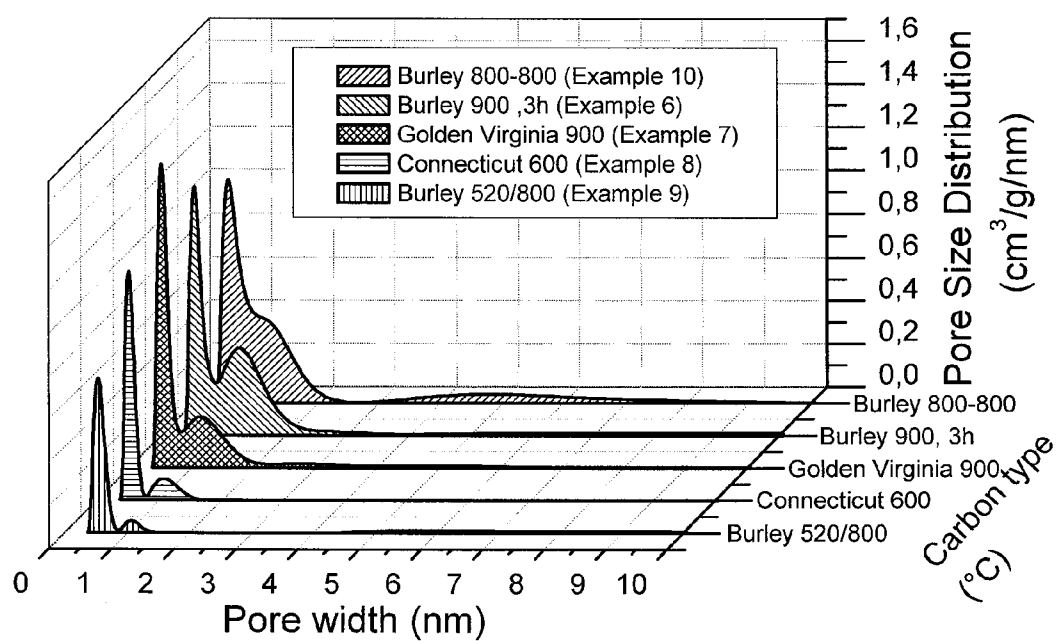 1,6
1,4
1,2
1,0
0,8
0,6
0,4
0,2
0,0
Pore Size Distribution
(cm³/g/nm)
Burley 800-800 (Example 10)
Burley 900 ,3h (Example 6)
Golden Virginia 900 (Example 7)
Connecticut 600 (Example 8)
Burley 520/800 (Example 9)
Burley 800-800
Burley 900, 3h
Golden Virginia 900
Connecticut 600
Burley 520/800
Carbon type
(°C)
0 1 2 3 4 5 6 7 8 9 10
Pore width (nm)